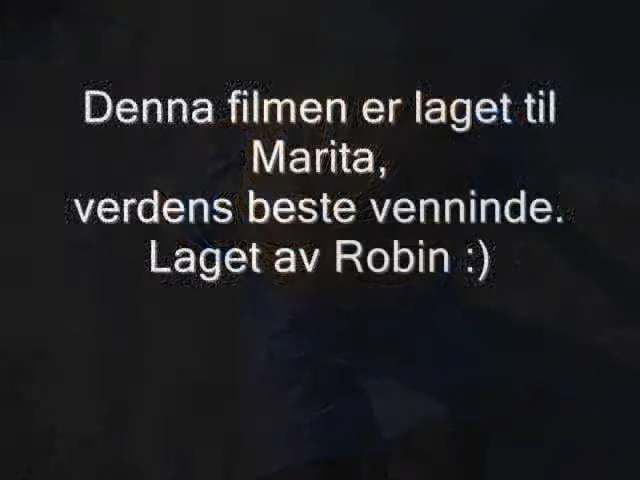 Denna filmen er laget til
Marita,
verdens beste venninde.
Laget av Robin :)